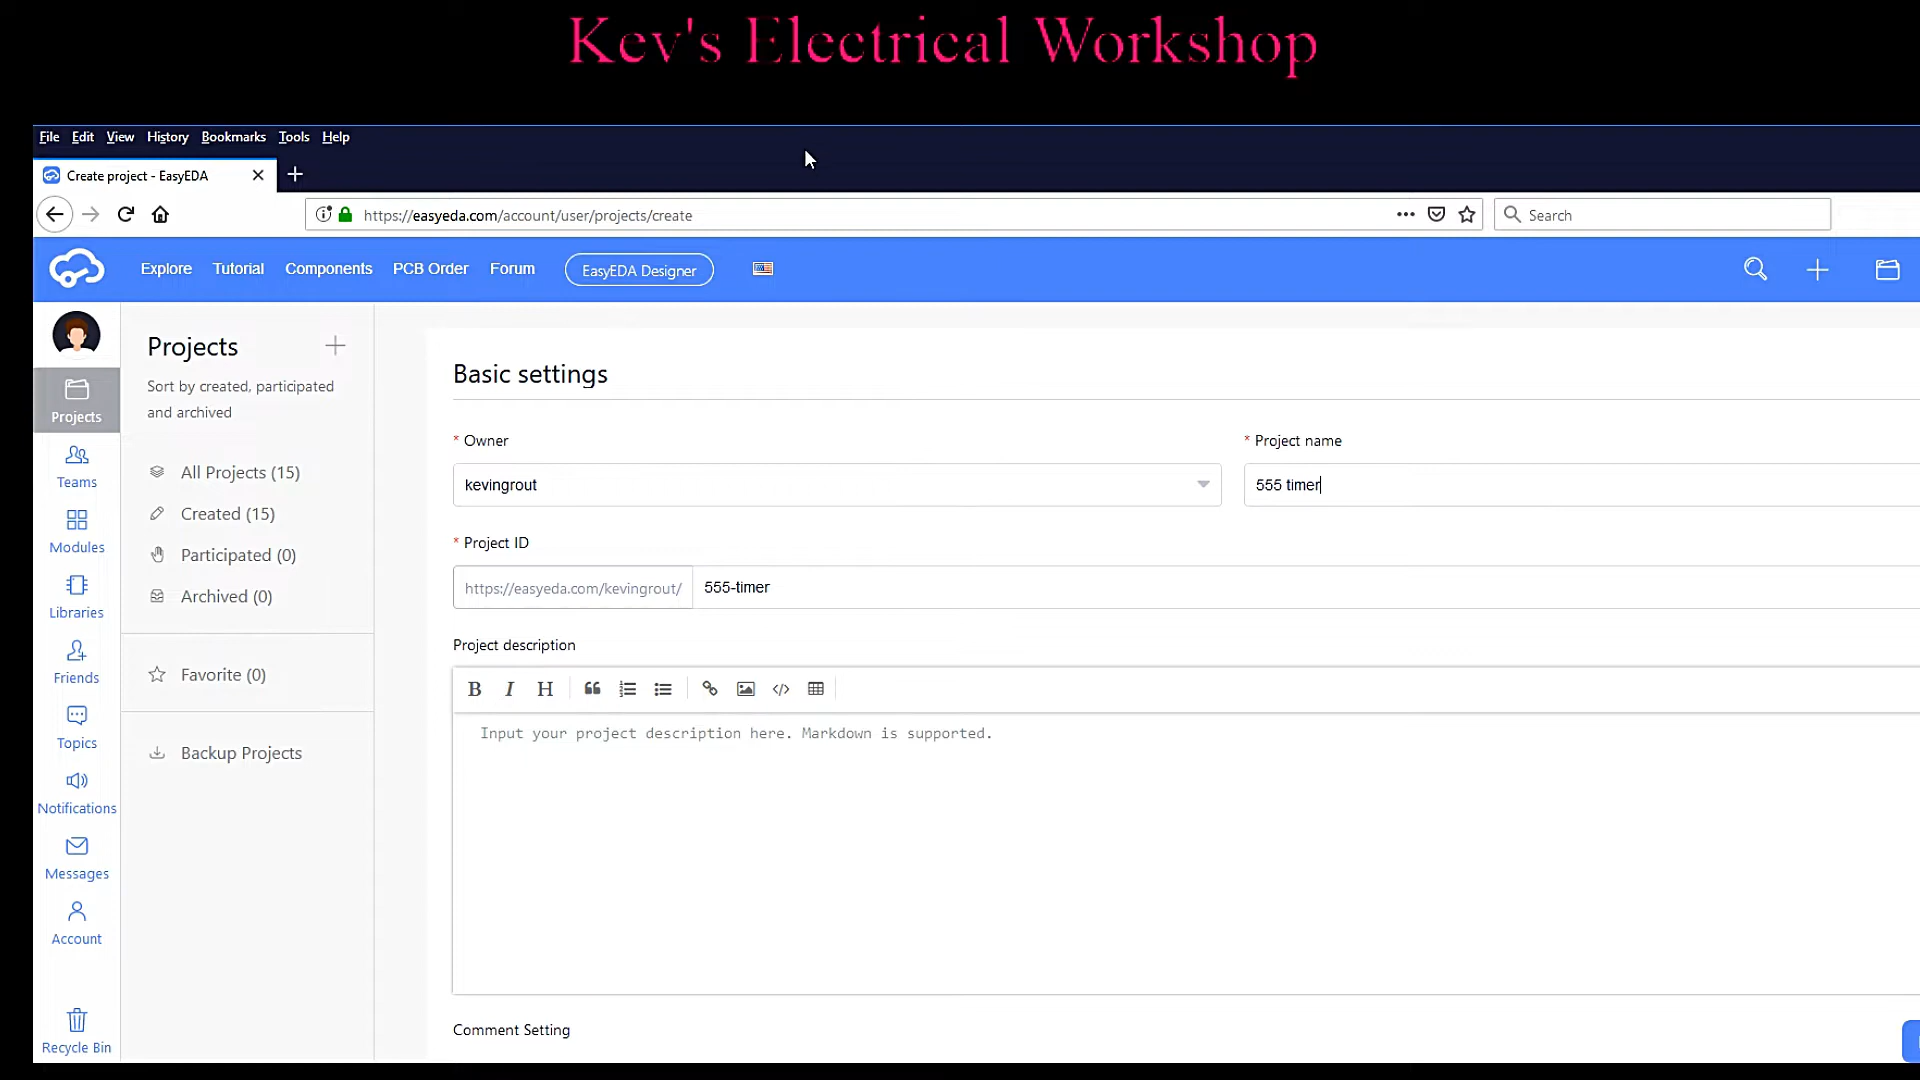 Kev's Electrical Workshop
File Edit View History Bookmarks Tools Help
Create project - EasyEDA
https://easyeda.com/account/user/projects/create
Search
Explore Tutorial Components PCB Order Forum EasyEDA Designer
Projects
Teams
Modules
Libraries
Friends
Topics
Notifications
Messages
Account
Recycle Bin
Projects
Sort by created, participated
and archived
All Projects (15)
Created (15)
Participated (0)
Archived (0)
Favorite (0)
Backup Projects
Basic settings
* Owner
kevingrout
* Project name
555 timer
* Project ID
https://easyeda.com/kevingrout/ 555-timer
Project description
B I H
Input your project description here. Markdown is supported.
Comment Setting